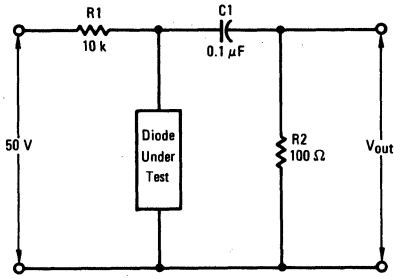 R1
10 k
C1
0.1 µF
50 V
Diode
Under
Test
R2
100 Ω
Vout